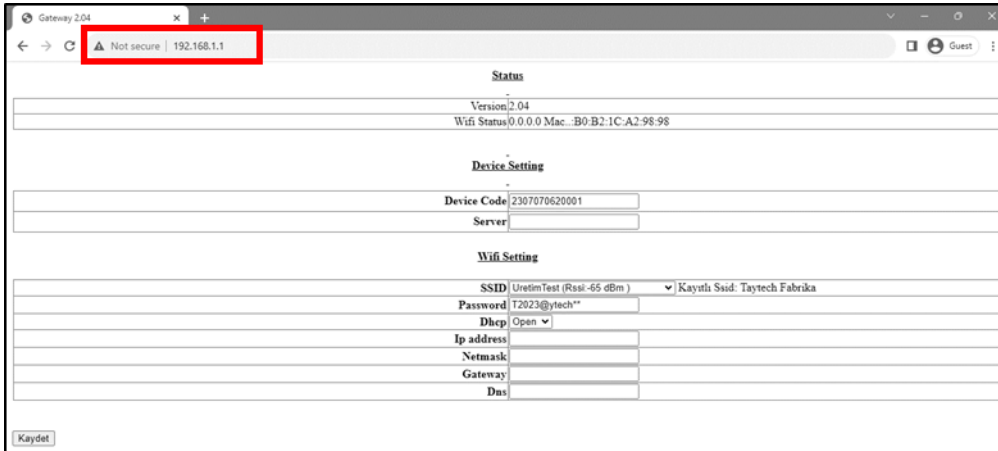 Gateway 2.04
Not secure | 192.168.1.1
Guest
Status
Version 2.04
Wifi Status 0.0.0.0 Mac..:B0:B2:1C:A2:98:98
Device Setting
Device Code 2307070620001
Server
Wifi Setting
SSID UretimTest (Rssi:-65 dBm ) Kayıtlı Ssid: Taytech Fabrika
Password T2023@ytech**
Dhcp Open
Ip address
Netmask
Gateway
Dns
Kaydet